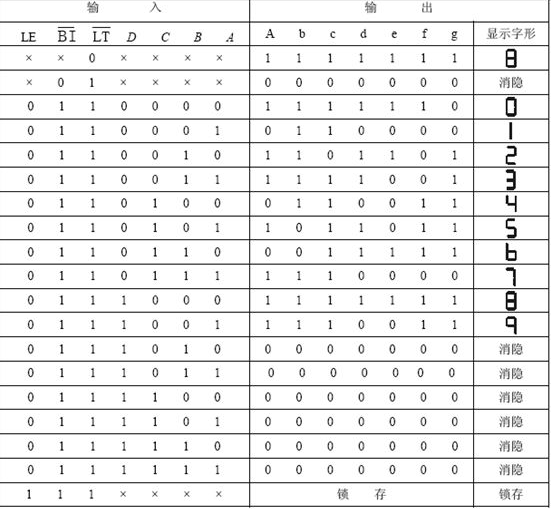 输 入 输 出
LE BI LT D C B A A b c d e f g 显示字形
× × 0 × × × × 1 1 1 1 1 1 1 8
× 0 1 × × × × 0 0 0 0 0 0 0 消隐
0 1 1 0 0 0 0 1 1 1 1 1 1 0 0
0 1 1 0 0 0 1 0 1 1 0 0 0 0 1
0 1 1 0 0 1 0 1 1 0 1 1 0 1 2
0 1 1 0 0 1 1 1 1 1 1 0 0 1 3
0 1 1 0 1 0 0 0 1 1 0 0 1 1 4
0 1 1 0 1 0 1 1 0 1 1 0 1 1 5
0 1 1 0 1 1 0 0 0 1 1 1 1 1 6
0 1 1 0 1 1 1 1 1 1 0 0 0 0 7
0 1 1 1 0 0 0 1 1 1 1 1 1 1 8
0 1 1 1 0 0 1 1 1 1 0 0 1 1 9
0 1 1 1 0 1 0 0 0 0 0 0 0 0 消隐
0 1 1 1 0 1 1 0 0 0 0 0 0 0 消隐
0 1 1 1 1 0 0 0 0 0 0 0 0 0 消隐
0 1 1 1 1 0 1 0 0 0 0 0 0 0 消隐
0 1 1 1 1 1 0 0 0 0 0 0 0 0 消隐
0 1 1 1 1 1 1 0 0 0 0 0 0 0 消隐
1 1 1 × × × × 锁 存 锁存